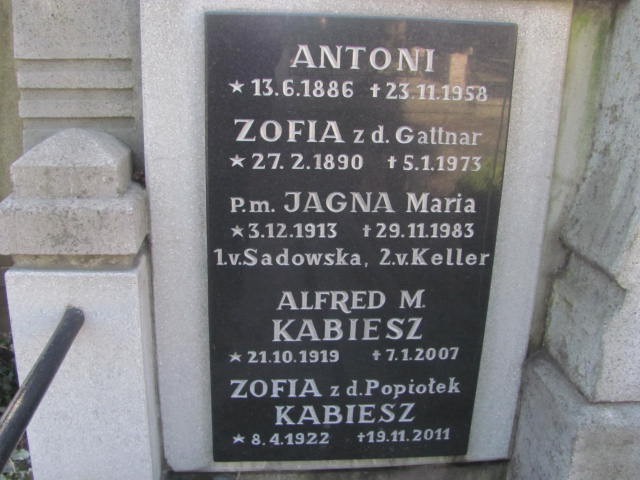 ANTONI
★ 13.6.1886 ✝ 23.11.1958
ZOFIA z d. Gattnar
★ 27.2.1890 ✝ 5.1.1973
P.m. JAGNA Maria
★ 3.12.1913 ✝ 29.11.1983
1.v.Sadowska, 2.v.Keller
ALFRED M.
KABIESZ
★ 21.10.1919 ✝ 7.1.2007
ZOFIA z d.Popiołek
KABIESZ
★ 8.4.1922 ✝ 19.11.2011